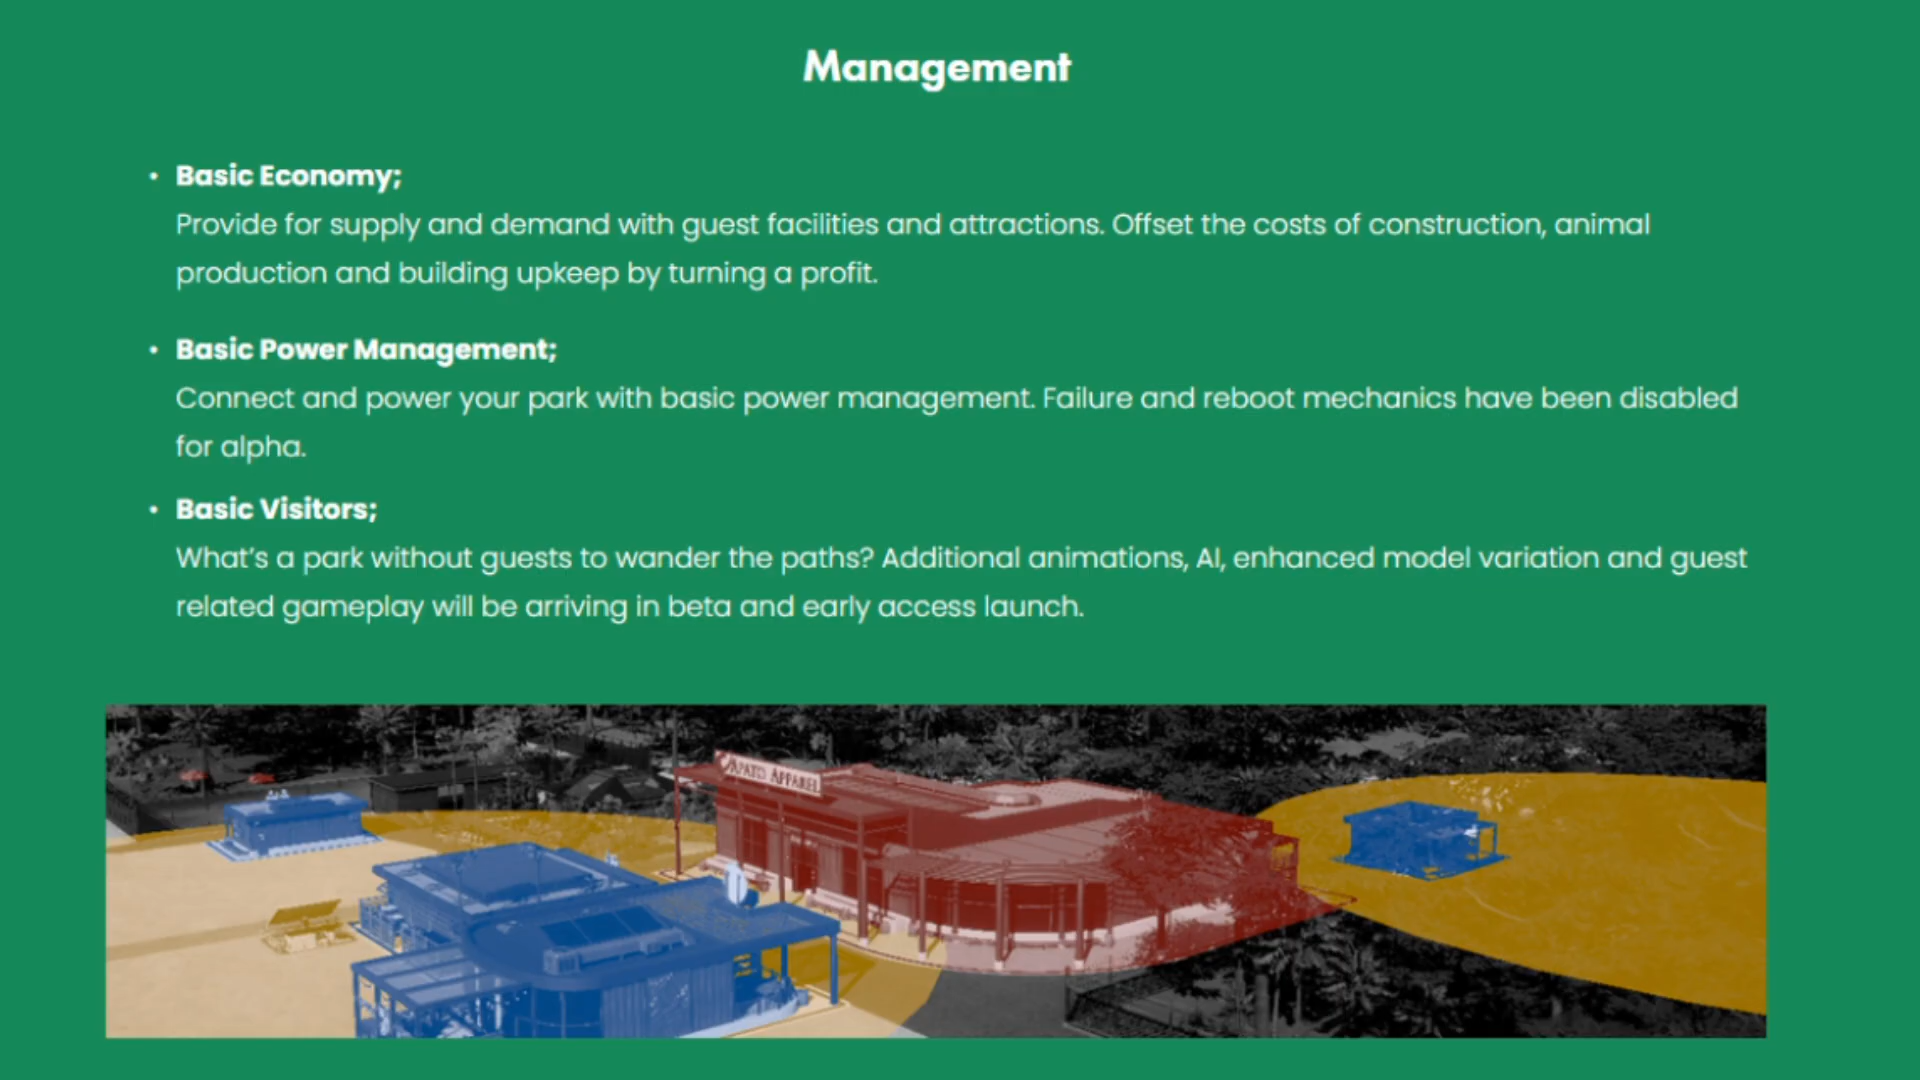 Management
• Basic Economy;
Provide for supply and demand with guest facilities and attractions. Offset the costs of construction, animal
production and building upkeep by turning a profit.
• Basic Power Management;
Connect and power your park with basic power management. Failure and reboot mechanics have been disabled
for alpha.
• Basic Visitors;
What's a park without guests to wander the paths? Additional animations, AI, enhanced model variation and guest
related gameplay will be arriving in beta and early access launch.
APATO APPAREL